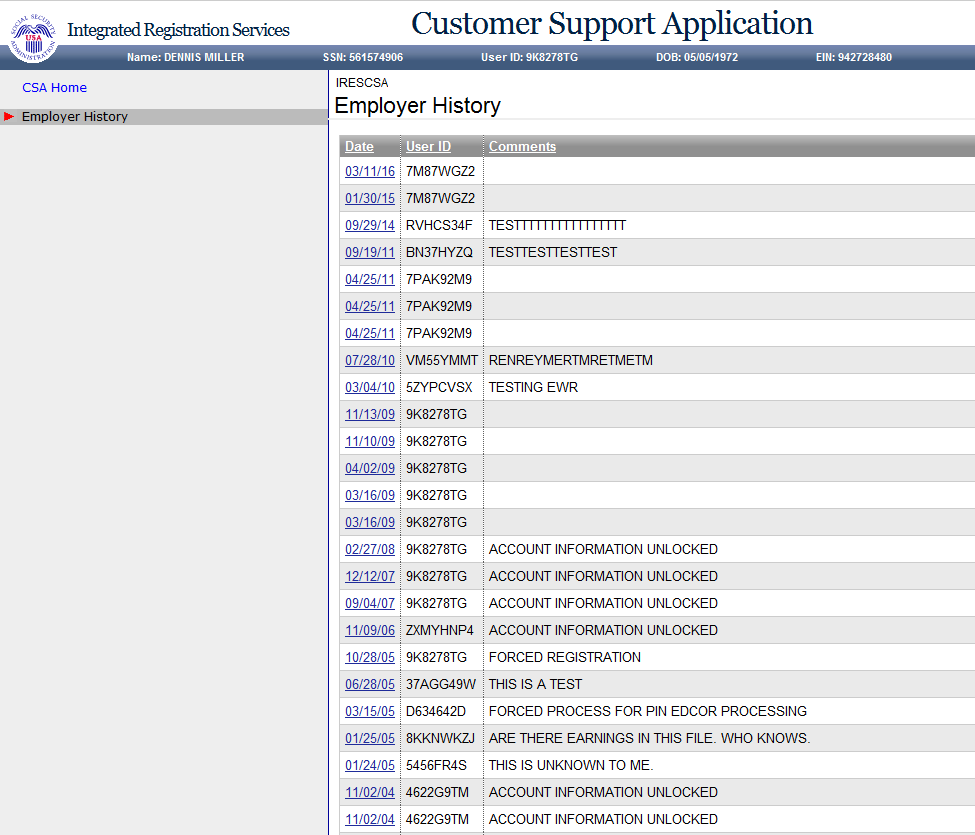 SOCIAL SECURITY ADMINISTRATION
USA
Integrated Registration Services
Customer Support Application
Name: DENNIS MILLER SSN: 561574906 User ID: 9K8278TG DOB: 05/05/1972 EIN: 942728480
CSA Home
Employer History
IRESCSA
Employer History
Date User ID Comments
03/11/16 7M87WGZ2
01/30/15 7M87WGZ2
09/29/14 RVHCS34F TESTTTTTTTTTTTTTTTT
09/19/11 BN37HYZQ TESTTESTTESTTEST
04/25/11 7PAK92M9
04/25/11 7PAK92M9
04/25/11 7PAK92M9
07/28/10 VM55YMMT RENREYMERTMRETMETM
03/04/10 5ZYPCVSX TESTING EWR
11/13/09 9K8278TG
11/10/09 9K8278TG
04/02/09 9K8278TG
03/16/09 9K8278TG
03/16/09 9K8278TG
02/27/08 9K8278TG ACCOUNT INFORMATION UNLOCKED
12/12/07 9K8278TG ACCOUNT INFORMATION UNLOCKED
09/04/07 9K8278TG ACCOUNT INFORMATION UNLOCKED
11/09/06 ZXMYHNP4 ACCOUNT INFORMATION UNLOCKED
10/28/05 9K8278TG FORCED REGISTRATION
06/28/05 37AGG49W THIS IS A TEST
03/15/05 D634642D FORCED PROCESS FOR PIN EDCOR PROCESSING
01/25/05 8KKNWKZJ ARE THERE EARNINGS IN THIS FILE. WHO KNOWS.
01/24/05 5456FR4S THIS IS UNKNOWN TO ME.
11/02/04 4622G9TM ACCOUNT INFORMATION UNLOCKED
11/02/04 4622G9TM ACCOUNT INFORMATION UNLOCKED